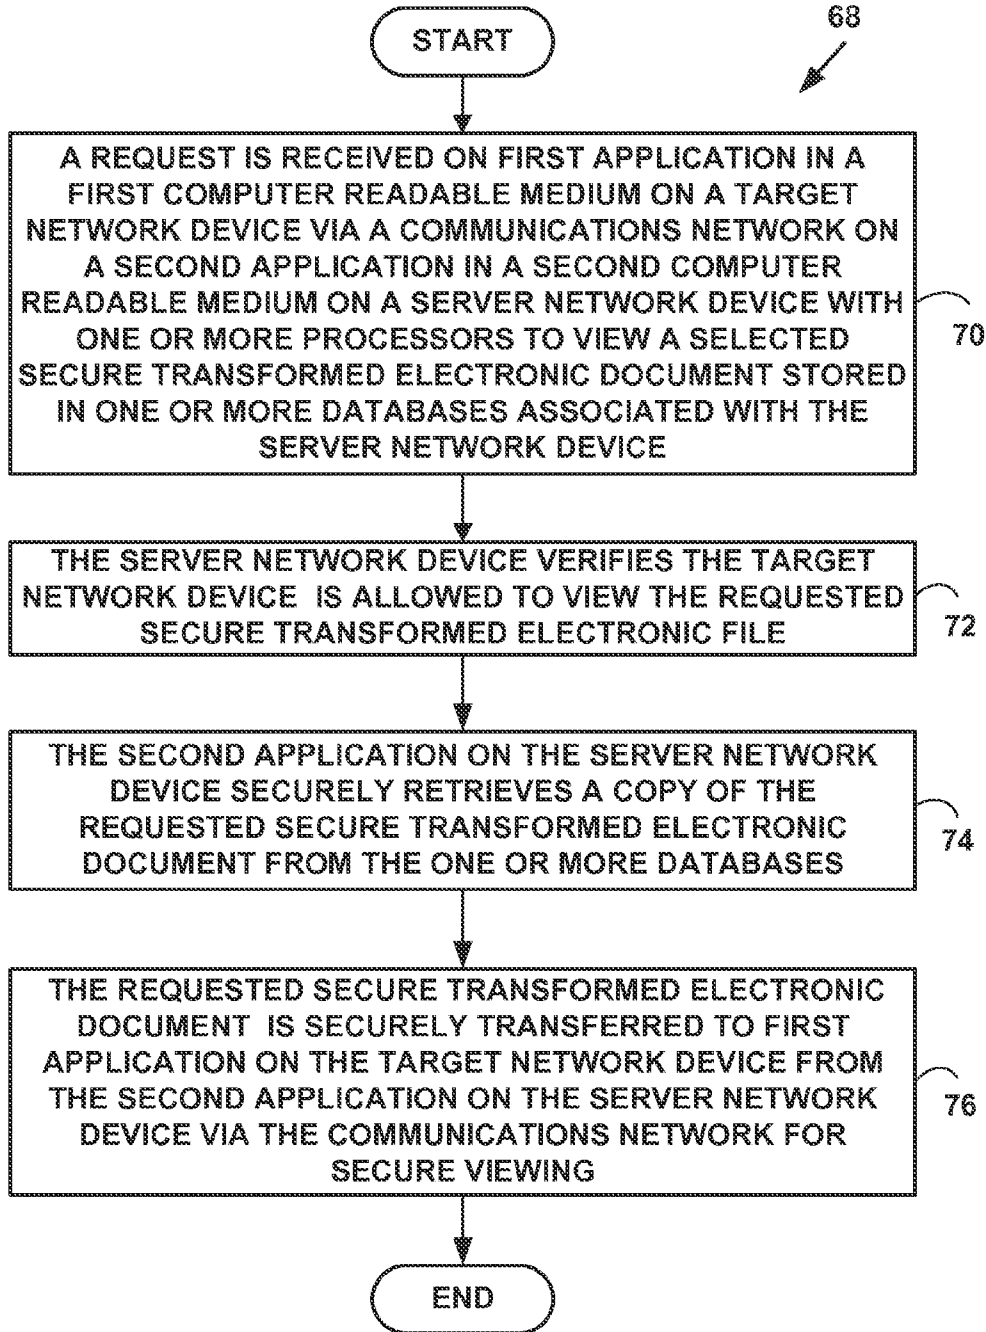 START
68
A REQUEST IS RECEIVED ON FIRST APPLICATION IN A
FIRST COMPUTER READABLE MEDIUM ON A TARGET
NETWORK DEVICE VIA A COMMUNICATIONS NETWORK ON
A SECOND APPLICATION IN A SECOND COMPUTER
READABLE MEDIUM ON A SERVER NETWORK DEVICE WITH
ONE OR MORE PROCESSORS TO VIEW A SELECTED
SECURE TRANSFORMED ELECTRONIC DOCUMENT STORED
IN ONE OR MORE DATABASES ASSOCIATED WITH THE
SERVER NETWORK DEVICE
70
THE SERVER NETWORK DEVICE VERIFIES THE TARGET
NETWORK DEVICE IS ALLOWED TO VIEW THE REQUESTED
SECURE TRANSFORMED ELECTRONIC FILE
72
THE SECOND APPLICATION ON THE SERVER NETWORK
DEVICE SECURELY RETRIEVES A COPY OF THE
REQUESTED SECURE TRANSFORMED ELECTRONIC
DOCUMENT FROM THE ONE OR MORE DATABASES
74
THE REQUESTED SECURE TRANSFORMED ELECTRONIC
DOCUMENT IS SECURELY TRANSFERRED TO FIRST
APPLICATION ON THE TARGET NETWORK DEVICE FROM
THE SECOND APPLICATION ON THE SERVER NETWORK
DEVICE VIA THE COMMUNICATIONS NETWORK FOR
SECURE VIEWING
76
END